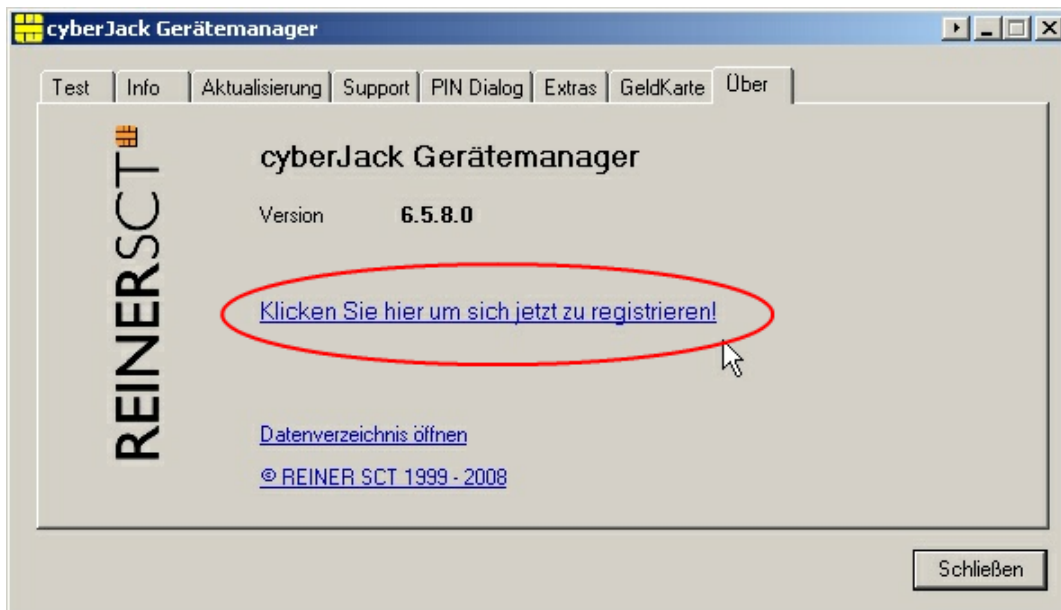 cyberJack Gerätemanager
Test Info Aktualisierung Support PIN Dialog Extras GeldKarte Über
REINERSCT
cyberJack Gerätemanager
Version 6.5.8.0
Klicken Sie hier um sich jetzt zu registrieren!
Datenverzeichnis öffnen
© REINER SCT 1999 - 2008
Schließen